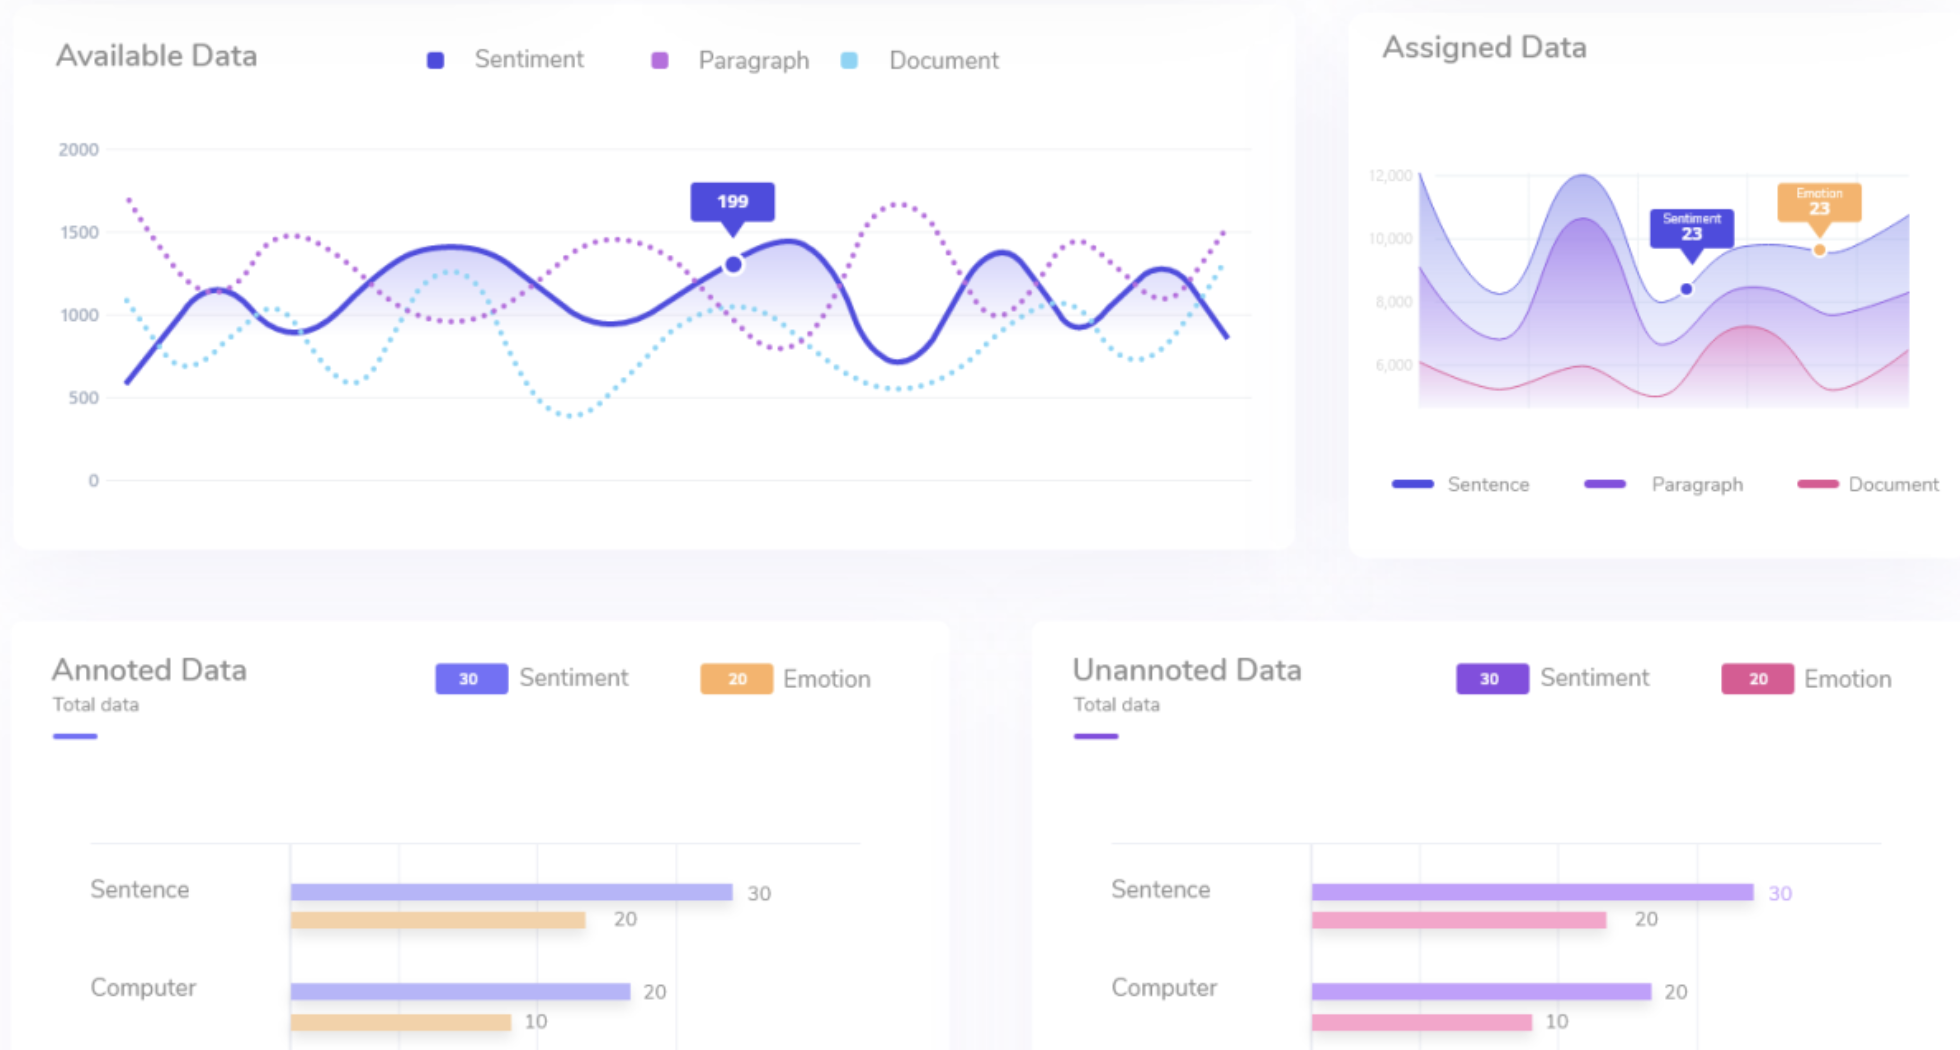 Available Data
Sentiment
Paragraph
Document
2000
1500
1000
500
0
199
Assigned Data
12,000
10,000
8,000
6,000
Sentiment
23
Emotion
23
Sentence
Paragraph
Document
Annoted Data
Total data
30 Sentiment
20 Emotion
Sentence
30
20
Computer
20
10
Unannoted Data
Total data
30 Sentiment
20 Emotion
Sentence
30
20
Computer
20
10